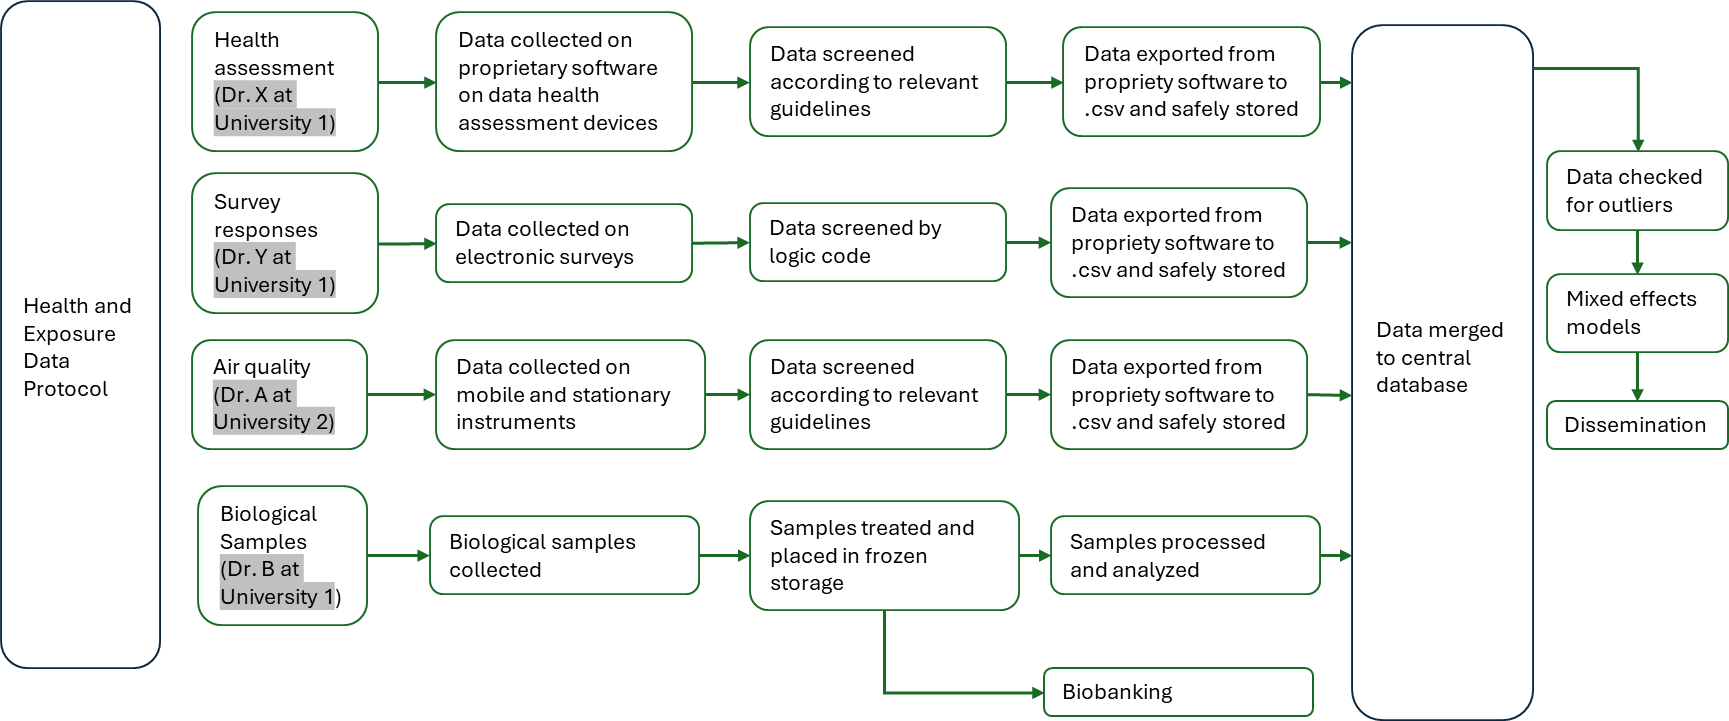 Health and
Exposure
Data
Protocol
Health
assessment
(Dr. X at
University 1)
Data collected on
proprietary software
on data health
assessment devices
Data screened
according to relevant
guidelines
Data exported from
propriety software to
.csv and safely stored
Survey
responses
(Dr. Y at
University 1)
Data collected on
electronic surveys
Data screened by
logic code
Data exported from
propriety software to
.csv and safely stored
Air quality
(Dr. A at
University 2)
Data collected on
mobile and stationary
instruments
Data screened
according to relevant
guidelines
Data exported from
propriety software to
.csv and safely stored
Biological
Samples
(Dr. B at
University 1)
Biological samples
collected
Samples treated and
placed in frozen
storage
Samples processed
and analyzed
Biobanking
Data merged
to central
database
Data checked
for outliers
Mixed effects
models
Dissemination